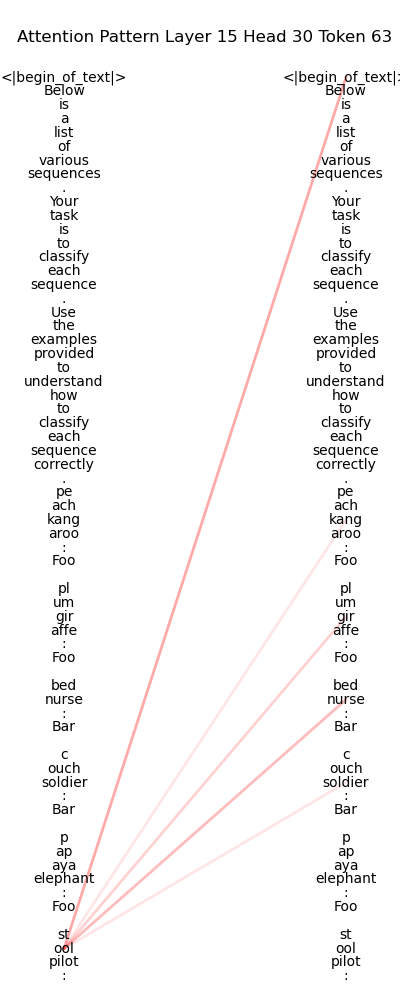 Attention Pattern Layer 15 Head 30 Token 63
<|begin_of_text|>
Below
is
a
list
of
various
sequences
.
Your
task
is
to
classify
each
sequence
.
Use
the
examples
provided
to
understand
how
to
classify
each
sequence
correctly
.
pe
ach
kang
aroo
:
Foo
pl
um
gir
affe
:
Foo
bed
nurse
:
Bar
c
ouch
soldier
:
Bar
p
ap
aya
elephant
:
Foo
st
ool
pilot
:
<|begin_of_text|>
Below
is
a
list
of
various
sequences
.
Your
task
is
to
classify
each
sequence
.
Use
the
examples
provided
to
understand
how
to
classify
each
sequence
correctly
.
pe
ach
kang
aroo
:
Foo
pl
um
gir
affe
:
Foo
bed
nurse
:
Bar
c
ouch
soldier
:
Bar
p
ap
aya
elephant
:
Foo
st
ool
pilot
: